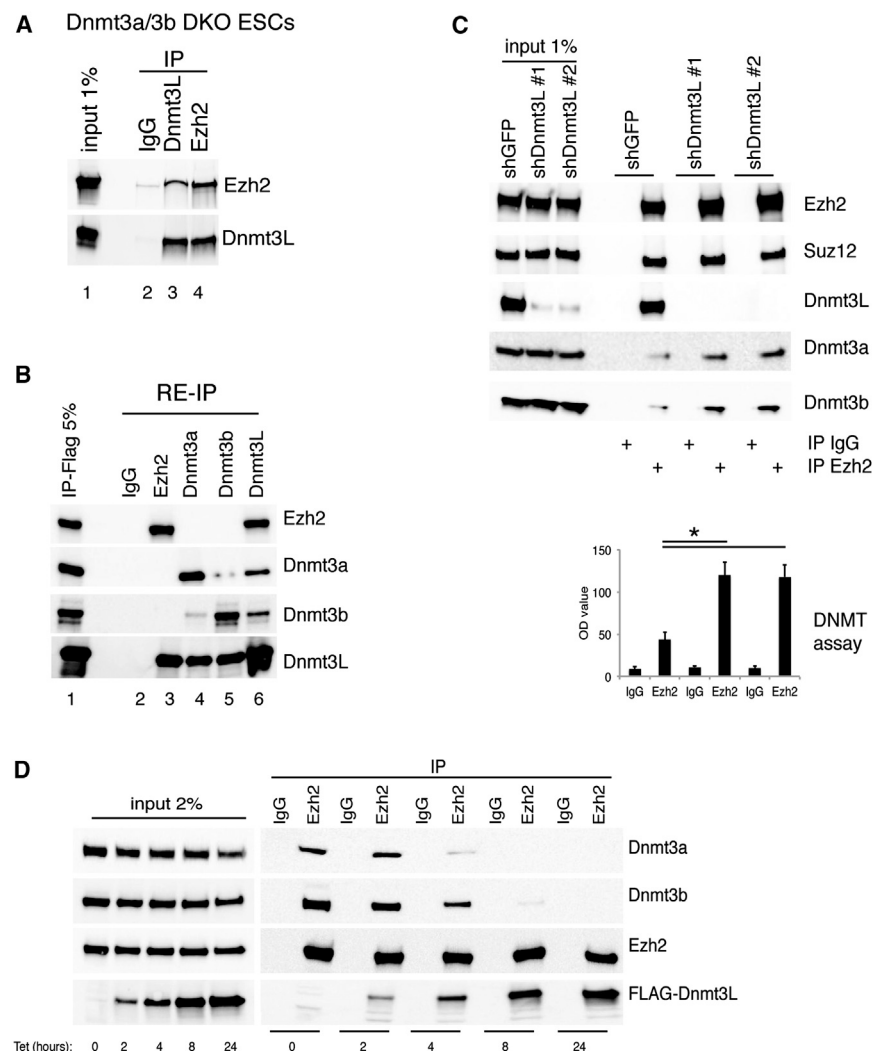 A
Dnmt3a/3b DKO ESCs
IP
input 1%
IgG
Dnmt3L
Ezh2
Ezh2
Dnmt3L
1 2 3 4
B
RE-IP
IP-Flag 5%
IgG
Ezh2
Dnmt3a
Dnmt3b
Dnmt3L
Ezh2
Dnmt3a
Dnmt3b
Dnmt3L
1 2 3 4 5 6
C
input 1%
shGFP
shDnmt3L #1
shDnmt3L #2
shGFP
shDnmt3L #1
shDnmt3L #2
Ezh2
Suz12
Dnmt3L
Dnmt3a
Dnmt3b
+ + + IP IgG
+ + + IP Ezh2
*
150
100
50
0
OD value
IgG Ezh2 IgG Ezh2 IgG Ezh2
DNMT
assay
D
IP
input 2%
IgG Ezh2 IgG Ezh2 IgG Ezh2 IgG Ezh2 IgG Ezh2
Dnmt3a
Dnmt3b
Ezh2
FLAG-Dnmt3L
Tet (hours): 0 2 4 8 24 0 2 4 8 24